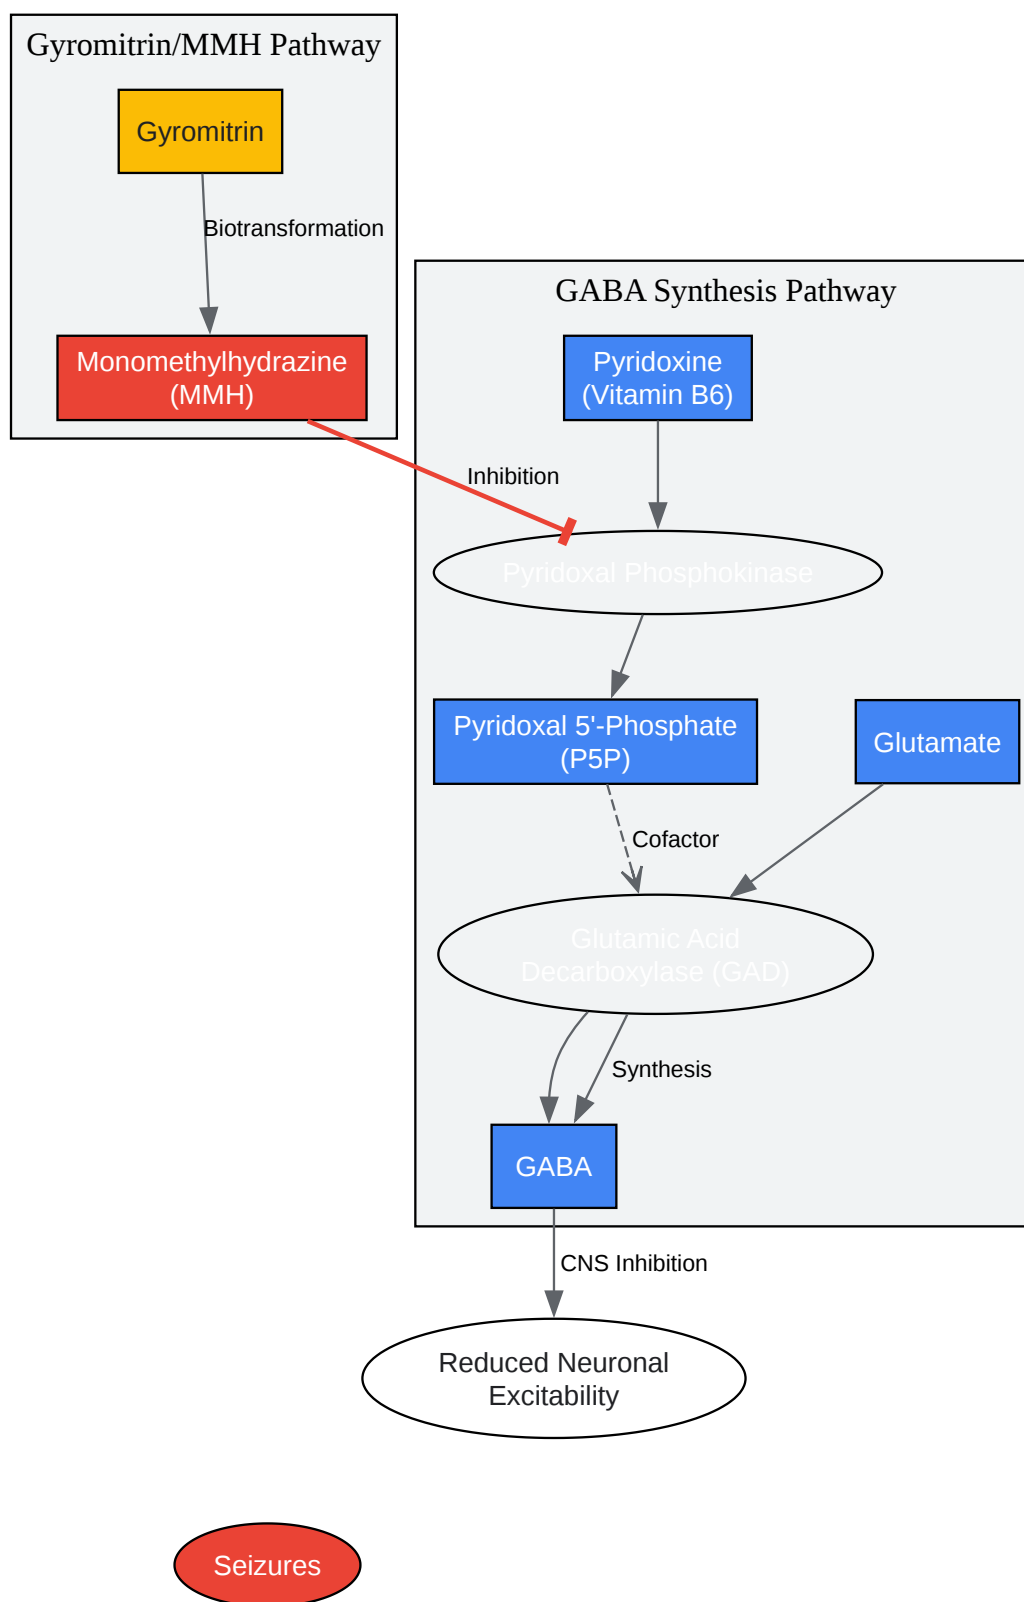 Gyromitrin/MMH Pathway
Gyromitrin
Biotransformation
Monomethylhydrazine
(MMH)
GABA Synthesis Pathway
Pyridoxine
(Vitamin B6)
Inhibition
Pyridoxal Phosphokinase
Pyridoxal 5'-Phosphate
(P5P)
Glutamate
Cofactor
Glutamic Acid
Decarboxylase (GAD)
Synthesis
GABA
CNS Inhibition
Reduced Neuronal
Excitability
Seizures